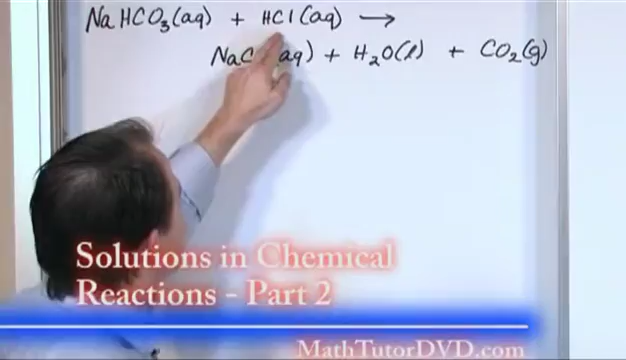 NaHCO₃(aq) + HCl(aq) →
NaC aq) + H₂O(l) + CO₂(g)
Solutions in Chemical
Reactions - Part 2
MathTutorDVD.com